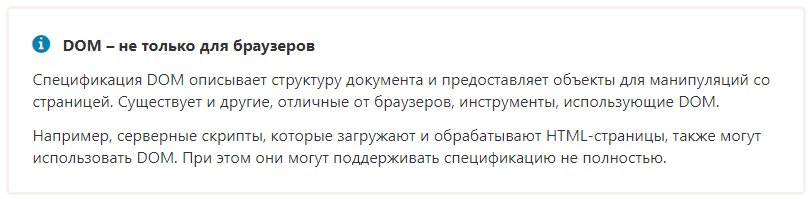 DOM – не только для браузеров
Спецификация DOM описывает структуру документа и предоставляет объекты для манипуляций со
страницей. Существует и другие, отличные от браузеров, инструменты, использующие DOM.
Например, серверные скрипты, которые загружают и обрабатывают HTML-страницы, также могут
использовать DOM. При этом они могут поддерживать спецификацию не полностью.